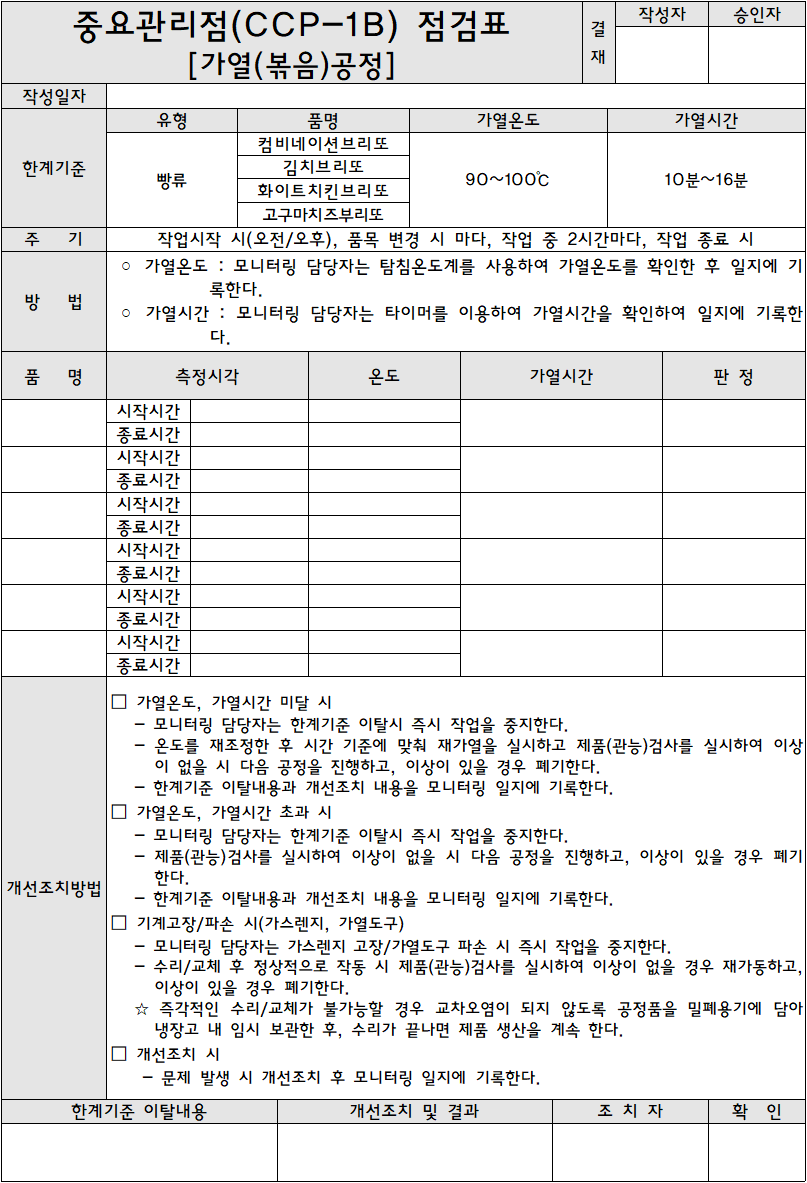 중요관리점(CCP-1B) 점검표
[가열(볶음)공정]
결
재
작성자
승인자
작성일자
한계기준
유형
품명
가열온도
가열시간
빵류
컴비네이션브리또
김치브리또
화이트치킨브리또
고구마치즈부리또
90~100℃
10분~16분
주 기
작업시작 시(오전/오후), 품목 변경 시 마다, 작업 중 2시간마다, 작업 종료 시
방 법
○ 가열온도 : 모니터링 담당자는 탐침온도계를 사용하여 가열온도를 확인한 후 일지에 기
록한다.
○ 가열시간 : 모니터링 담당자는 타이머를 이용하여 가열시간을 확인하여 일지에 기록한
다.
품 명
측정시각
온도
가열시간
판 정
시작시간
종료시간
시작시간
종료시간
시작시간
종료시간
시작시간
종료시간
시작시간
종료시간
시작시간
종료시간
개선조치방법
□ 가열온도, 가열시간 미달 시
- 모니터링 담당자는 한계기준 이탈시 즉시 작업을 중지한다.
- 온도를 재조정한 후 시간 기준에 맞춰 재가열을 실시하고 제품(관능)검사를 실시하여 이상
이 없을 시 다음 공정을 진행하고, 이상이 있을 경우 폐기한다.
- 한계기준 이탈내용과 개선조치 내용을 모니터링 일지에 기록한다.
□ 가열온도, 가열시간 초과 시
- 모니터링 담당자는 한계기준 이탈시 즉시 작업을 중지한다.
- 제품(관능)검사를 실시하여 이상이 없을 시 다음 공정을 진행하고, 이상이 있을 경우 폐기
한다.
- 한계기준 이탈내용과 개선조치 내용을 모니터링 일지에 기록한다.
□ 기계고장/파손 시(가스렌지, 가열도구)
- 모니터링 담당자는 가스렌지 고장/가열도구 파손 시 즉시 작업을 중지한다.
- 수리/교체 후 정상적으로 작동 시 제품(관능)검사를 실시하여 이상이 없을 경우 재가동하고,
이상이 있을 경우 폐기한다.
☆ 즉각적인 수리/교체가 불가능할 경우 교차오염이 되지 않도록 공정품을 밀폐용기에 담아
냉장고 내 임시 보관한 후, 수리가 끝나면 제품 생산을 계속 한다.
□ 개선조치 시
- 문제 발생 시 개선조치 후 모니터링 일지에 기록한다.
한계기준 이탈내용
개선조치 및 결과
조 치 자
확 인